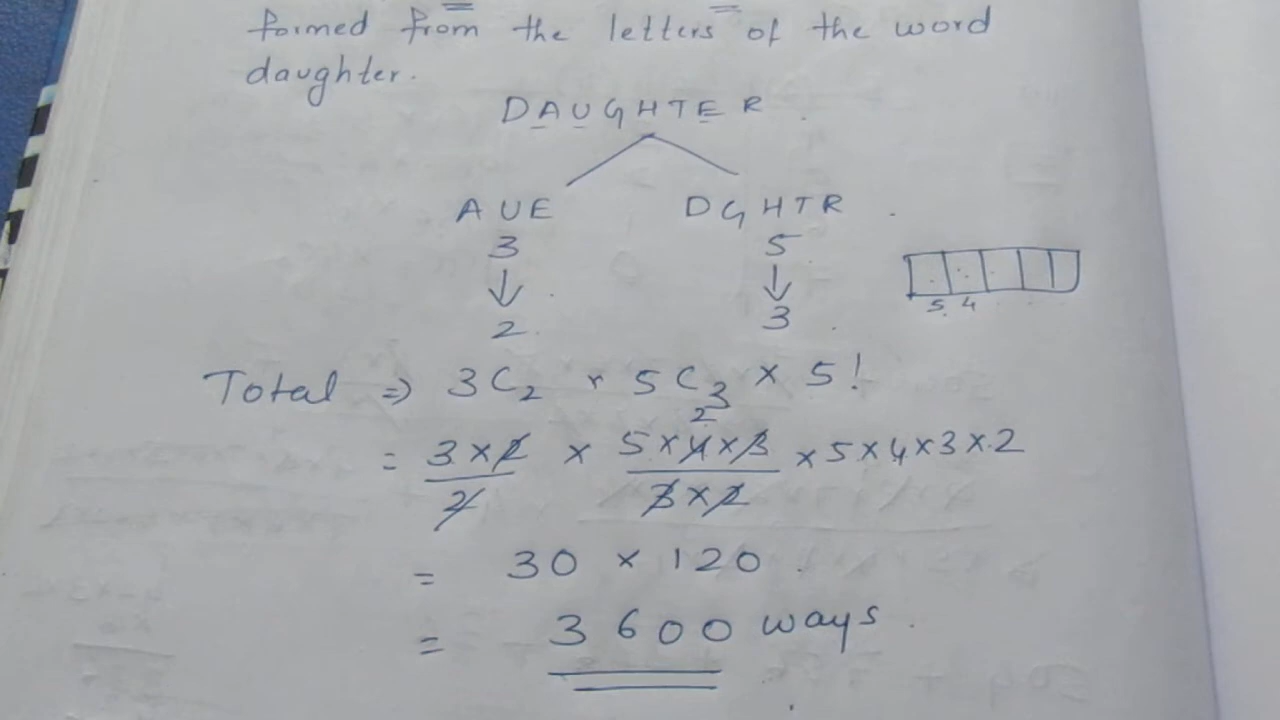 formed from the letters of the word
daughter.
DAUGHTER
AUE DGHTR
3 5
↓ ↓
2 3
5 4
Total ⇒ 3C₂ × 5C₃ × 5!
2
= 3×2/2 × 5×4×3/3×2 × 5×4×3×2
= 30 × 120
= 3600 ways